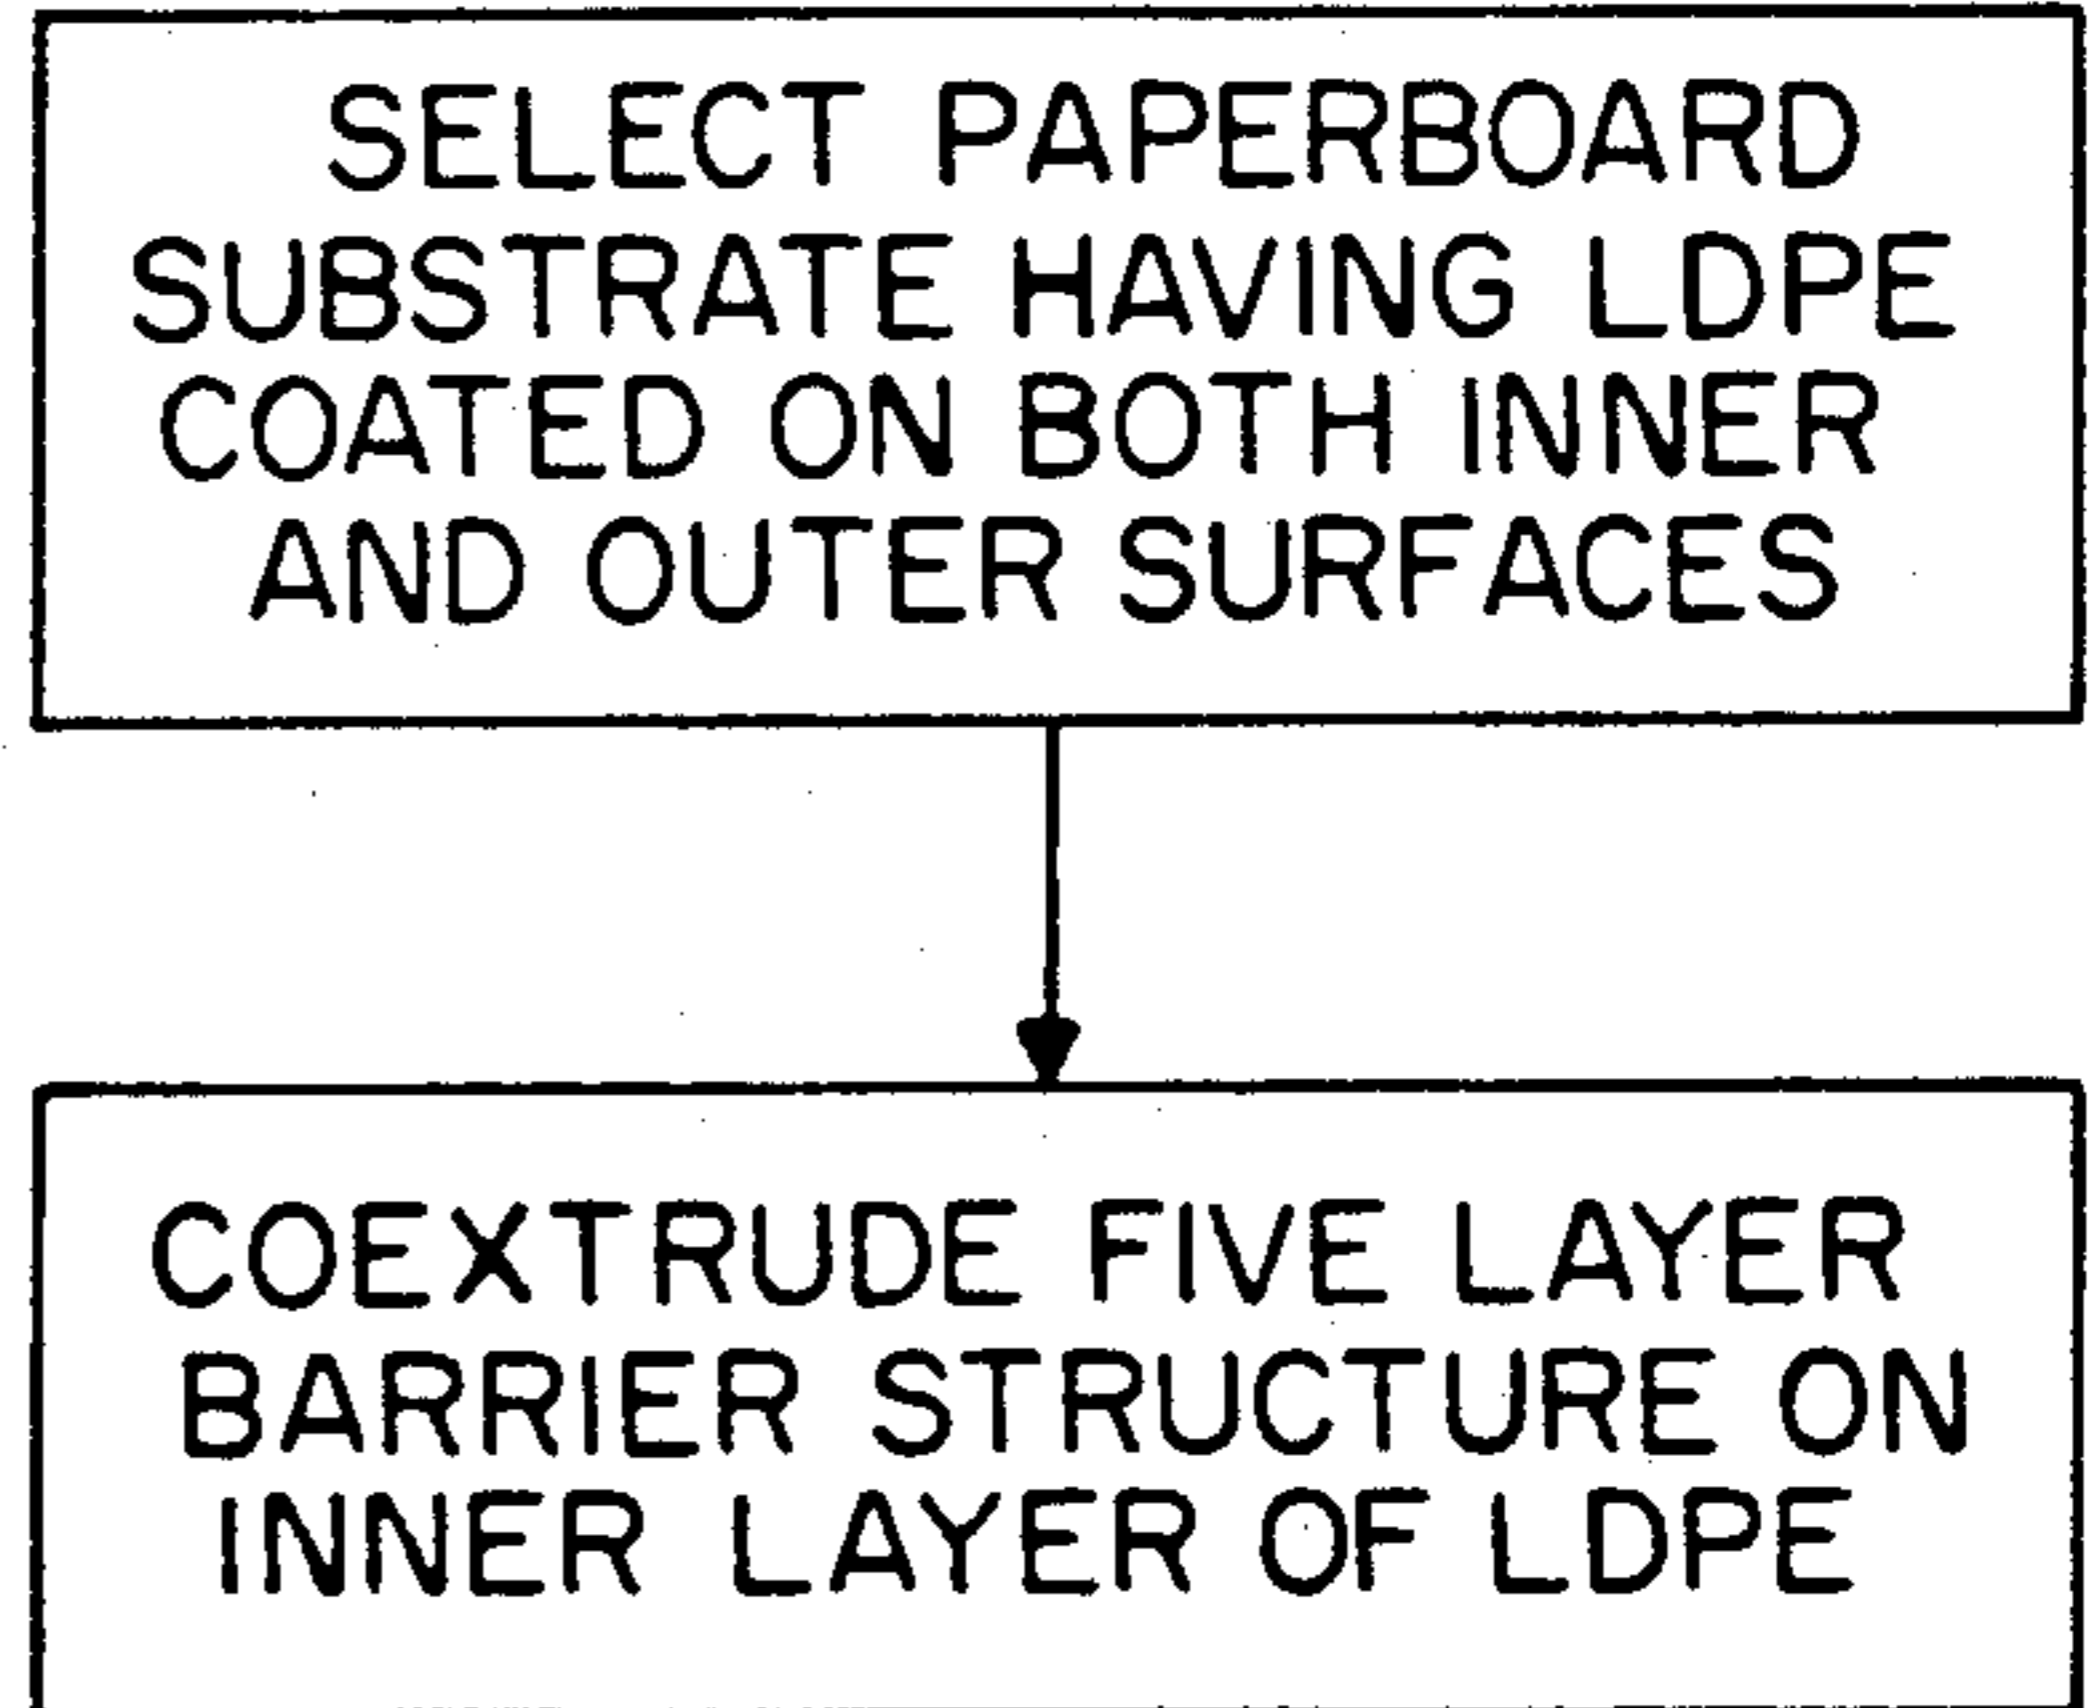 SELECT PAPERBOARD
SUBSTRATE HAVING LDPE
COATED ON BOTH INNER
AND OUTER SURFACES
COEXTRUDE FIVE LAYER
BARRIER STRUCTURE ON
INNER LAYER OF LDPE